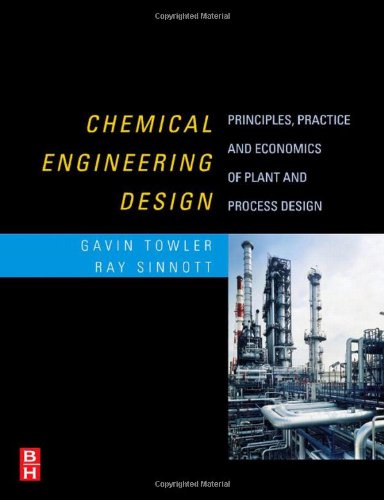 Copyrighted Material
CHEMICAL
ENGINEERING
DESIGN
PRINCIPLES, PRACTICE
AND ECONOMICS
OF PLANT AND
PROCESS DESIGN
GAVIN TOWLER
RAY SINNOTT
B
H
Copyrighted Material